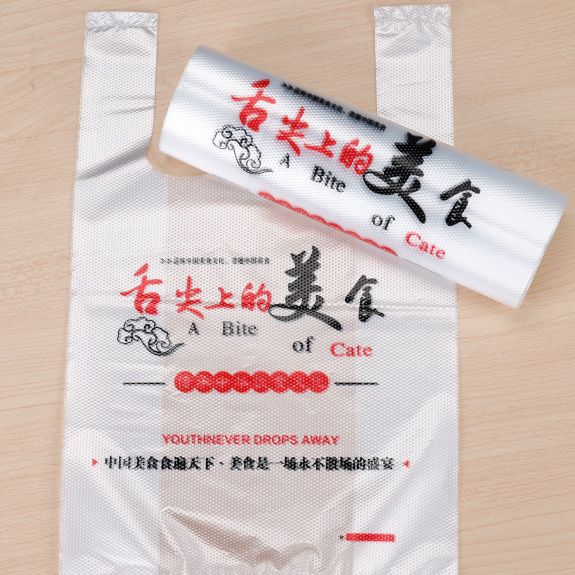 舌尖上的美食
A Bite of Cate
舌尖上的美食
A Bite of Cate
YOUTHNEVER DROPS AWAY
中国美食食遍天下·美食是一场永不散场的盛宴